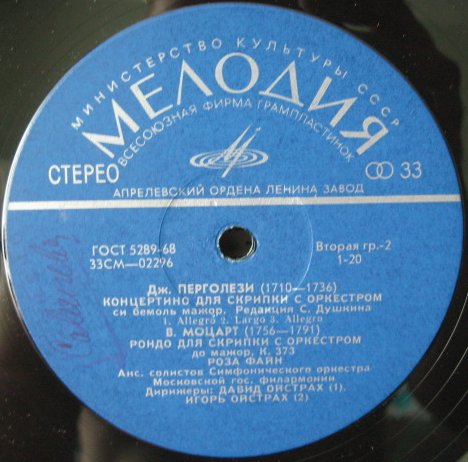 МИНИСТЕРСТВО КУЛЬТУРЫ СССР
МЕЛОДИЯ
ВСЕСОЮЗНАЯ ФИРМА ГРАМПЛАСТИНОК
СТЕРЕО
33
АПРЕЛЕВСКИЙ ОРДЕНА ЛЕНИНА ЗАВОД
ГОСТ 5289-68
33СМ—02296
Вторая гр.-2
1-20
Дж. ПЕРГОЛЕЗИ (1710—1736)
КОНЦЕРТИНО ДЛЯ СКРИПКИ С ОРКЕСТРОМ
си бемоль мажор. Редакция С. Душкина
1. Allegro 2. Largo 3. Allegro
В. МОЦАРТ (1756—1791)
РОНДО ДЛЯ СКРИПКИ С ОРКЕСТРОМ
до мажор, К. 373
РОЗА ФАЙН
Анс. солистов Симфонического оркестра
Московской гос. филармонии
Дирижеры: ДАВИД ОЙСТРАХ (1),
ИГОРЬ ОЙСТРАХ (2)